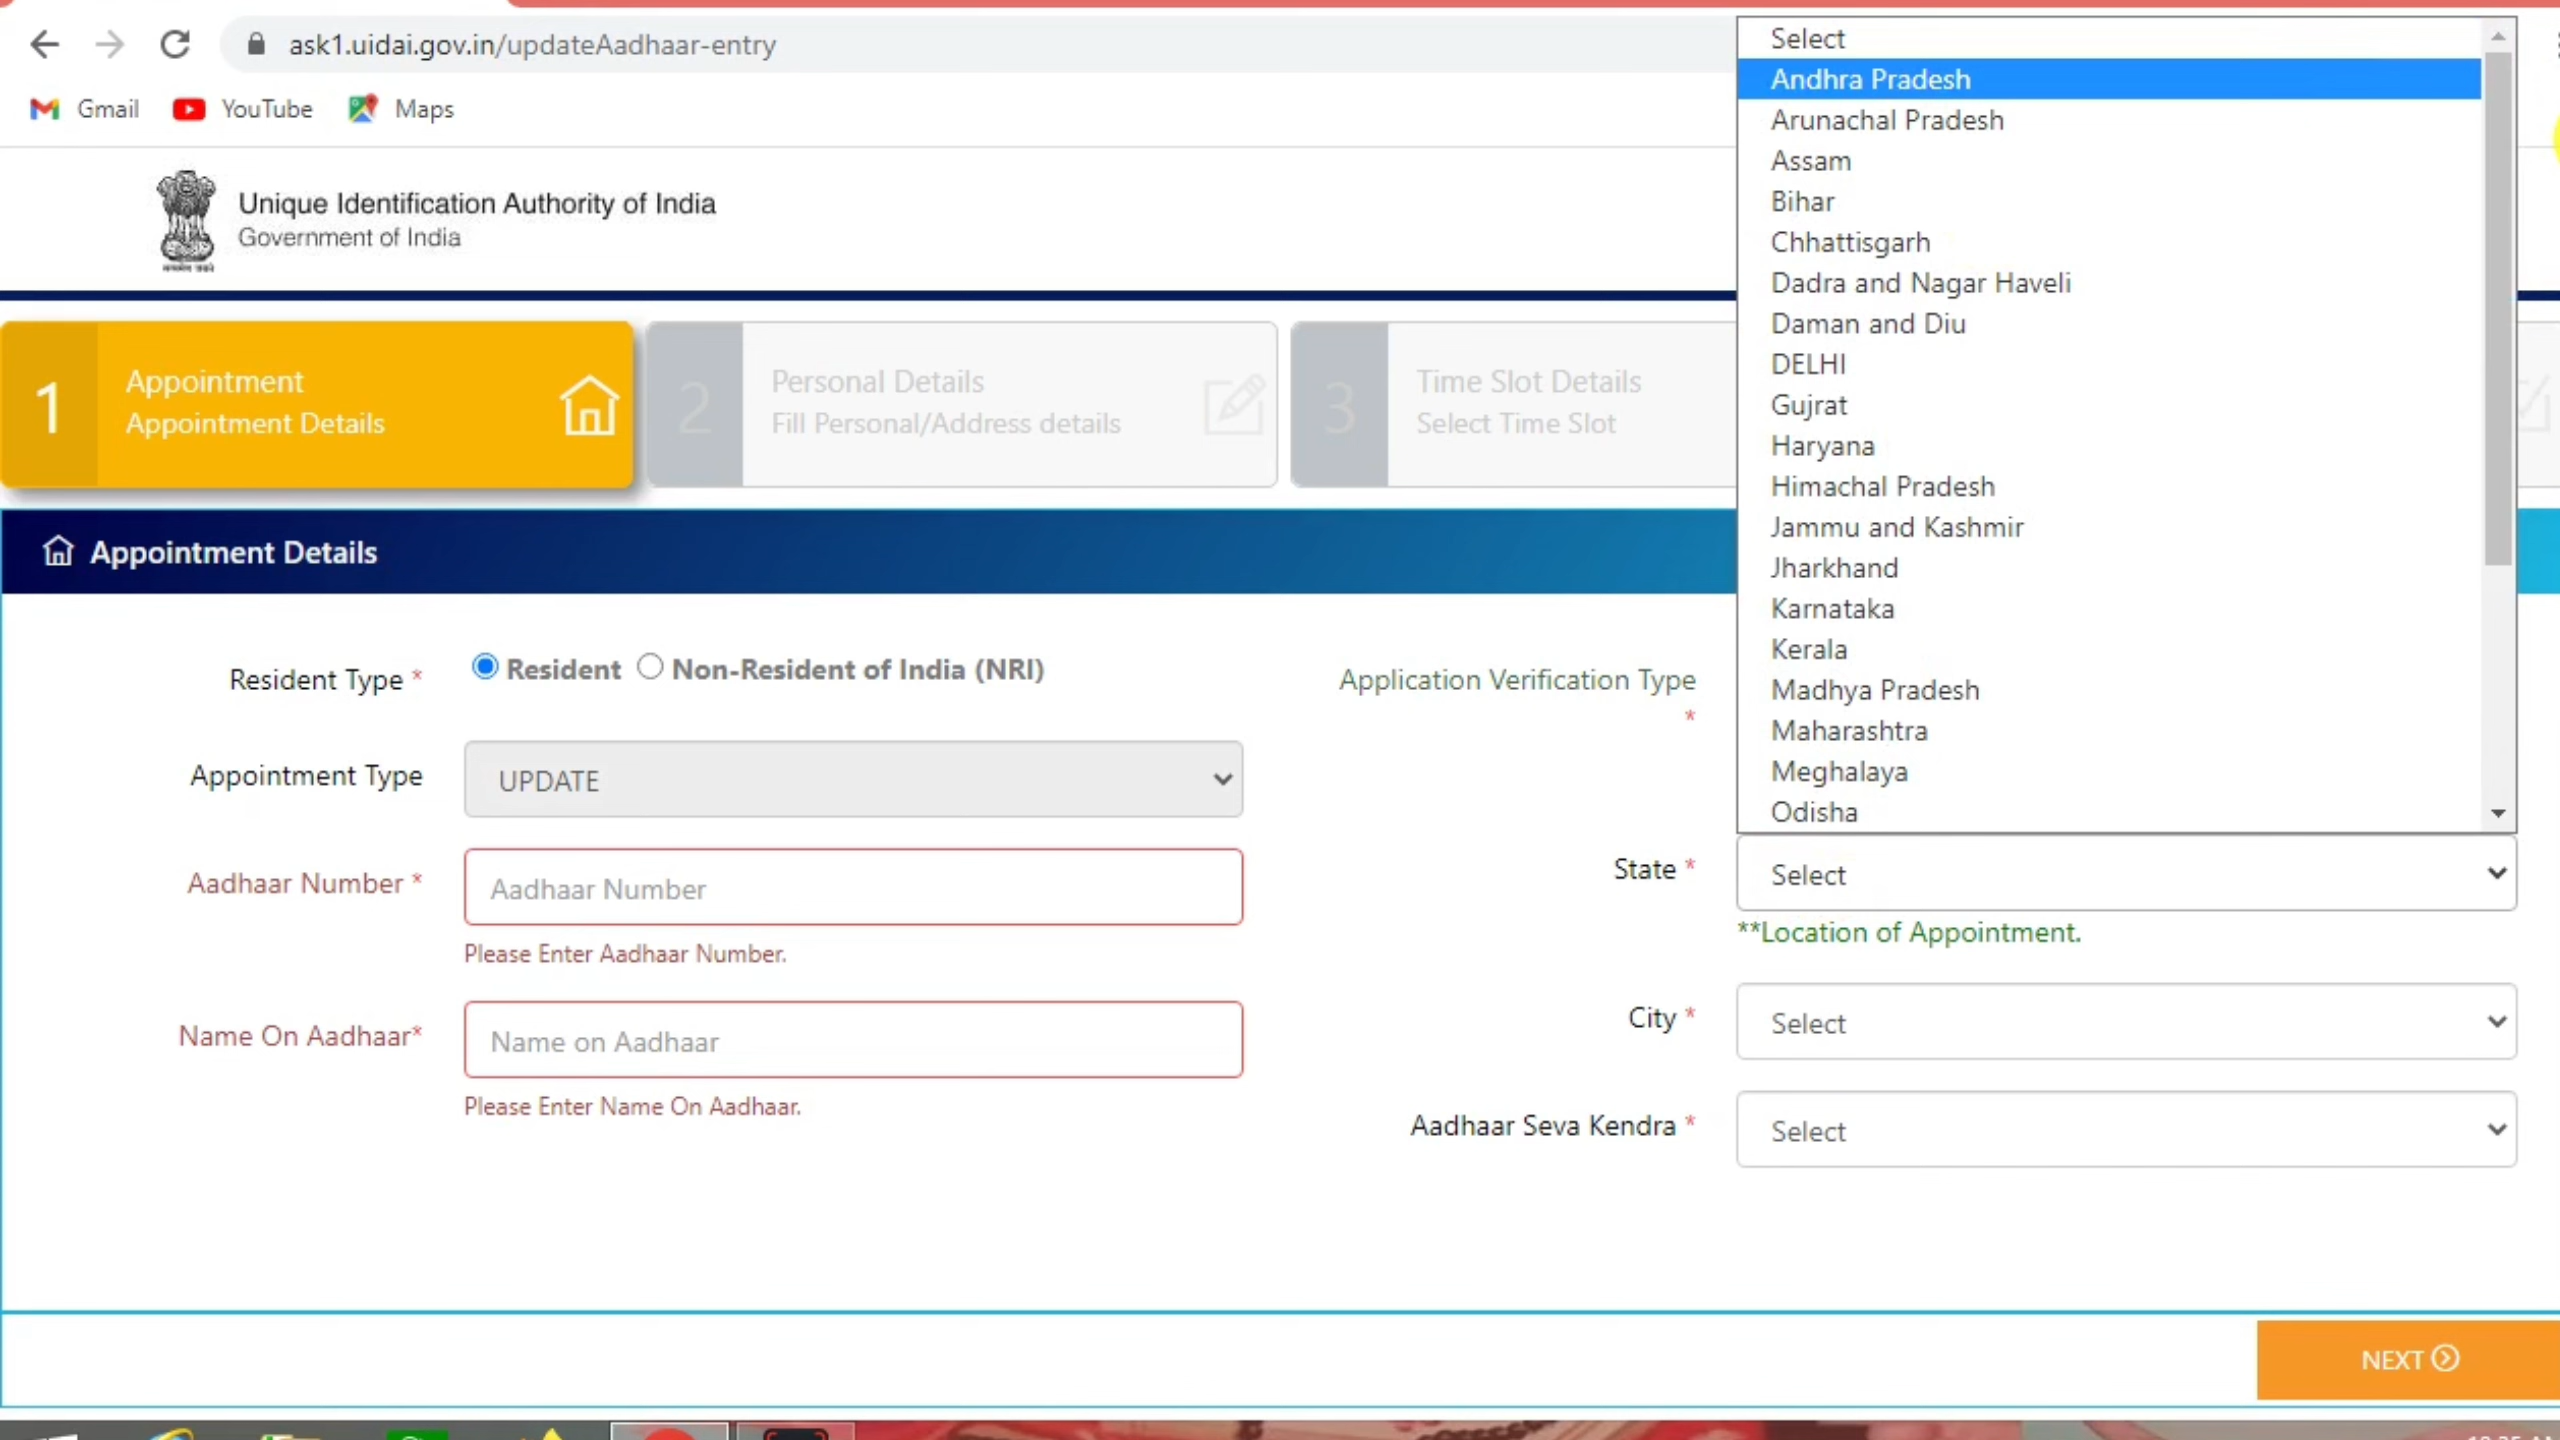 ask1.uidai.gov.in/updateAadhaar-entry
Gmail YouTube Maps
Unique Identification Authority of India
Government of India
1
Appointment
Appointment Details
2
Personal Details
Fill Personal/Address details
3
Time Slot Details
Select Time Slot
Appointment Details
Resident Type *
Resident Non-Resident of India (NRI)
Appointment Type
UPDATE
Aadhaar Number *
Aadhaar Number
Please Enter Aadhaar Number.
Name On Aadhaar*
Name on Aadhaar
Please Enter Name On Aadhaar.
Application Verification Type
*
Select
Andhra Pradesh
Arunachal Pradesh
Assam
Bihar
Chhattisgarh
Dadra and Nagar Haveli
Daman and Diu
DELHI
Gujrat
Haryana
Himachal Pradesh
Jammu and Kashmir
Jharkhand
Karnataka
Kerala
Madhya Pradesh
Maharashtra
Meghalaya
Odisha
State *
Select
**Location of Appointment.
City *
Select
Aadhaar Seva Kendra *
Select
NEXT